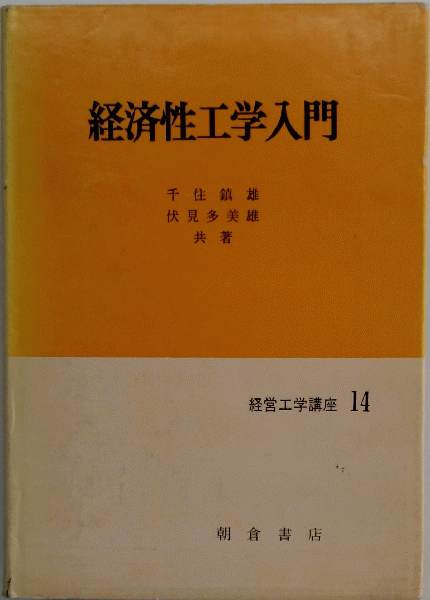 経済性工学入門
千住鎮雄
伏見多美雄
共著
経営工学講座 14
朝倉書店